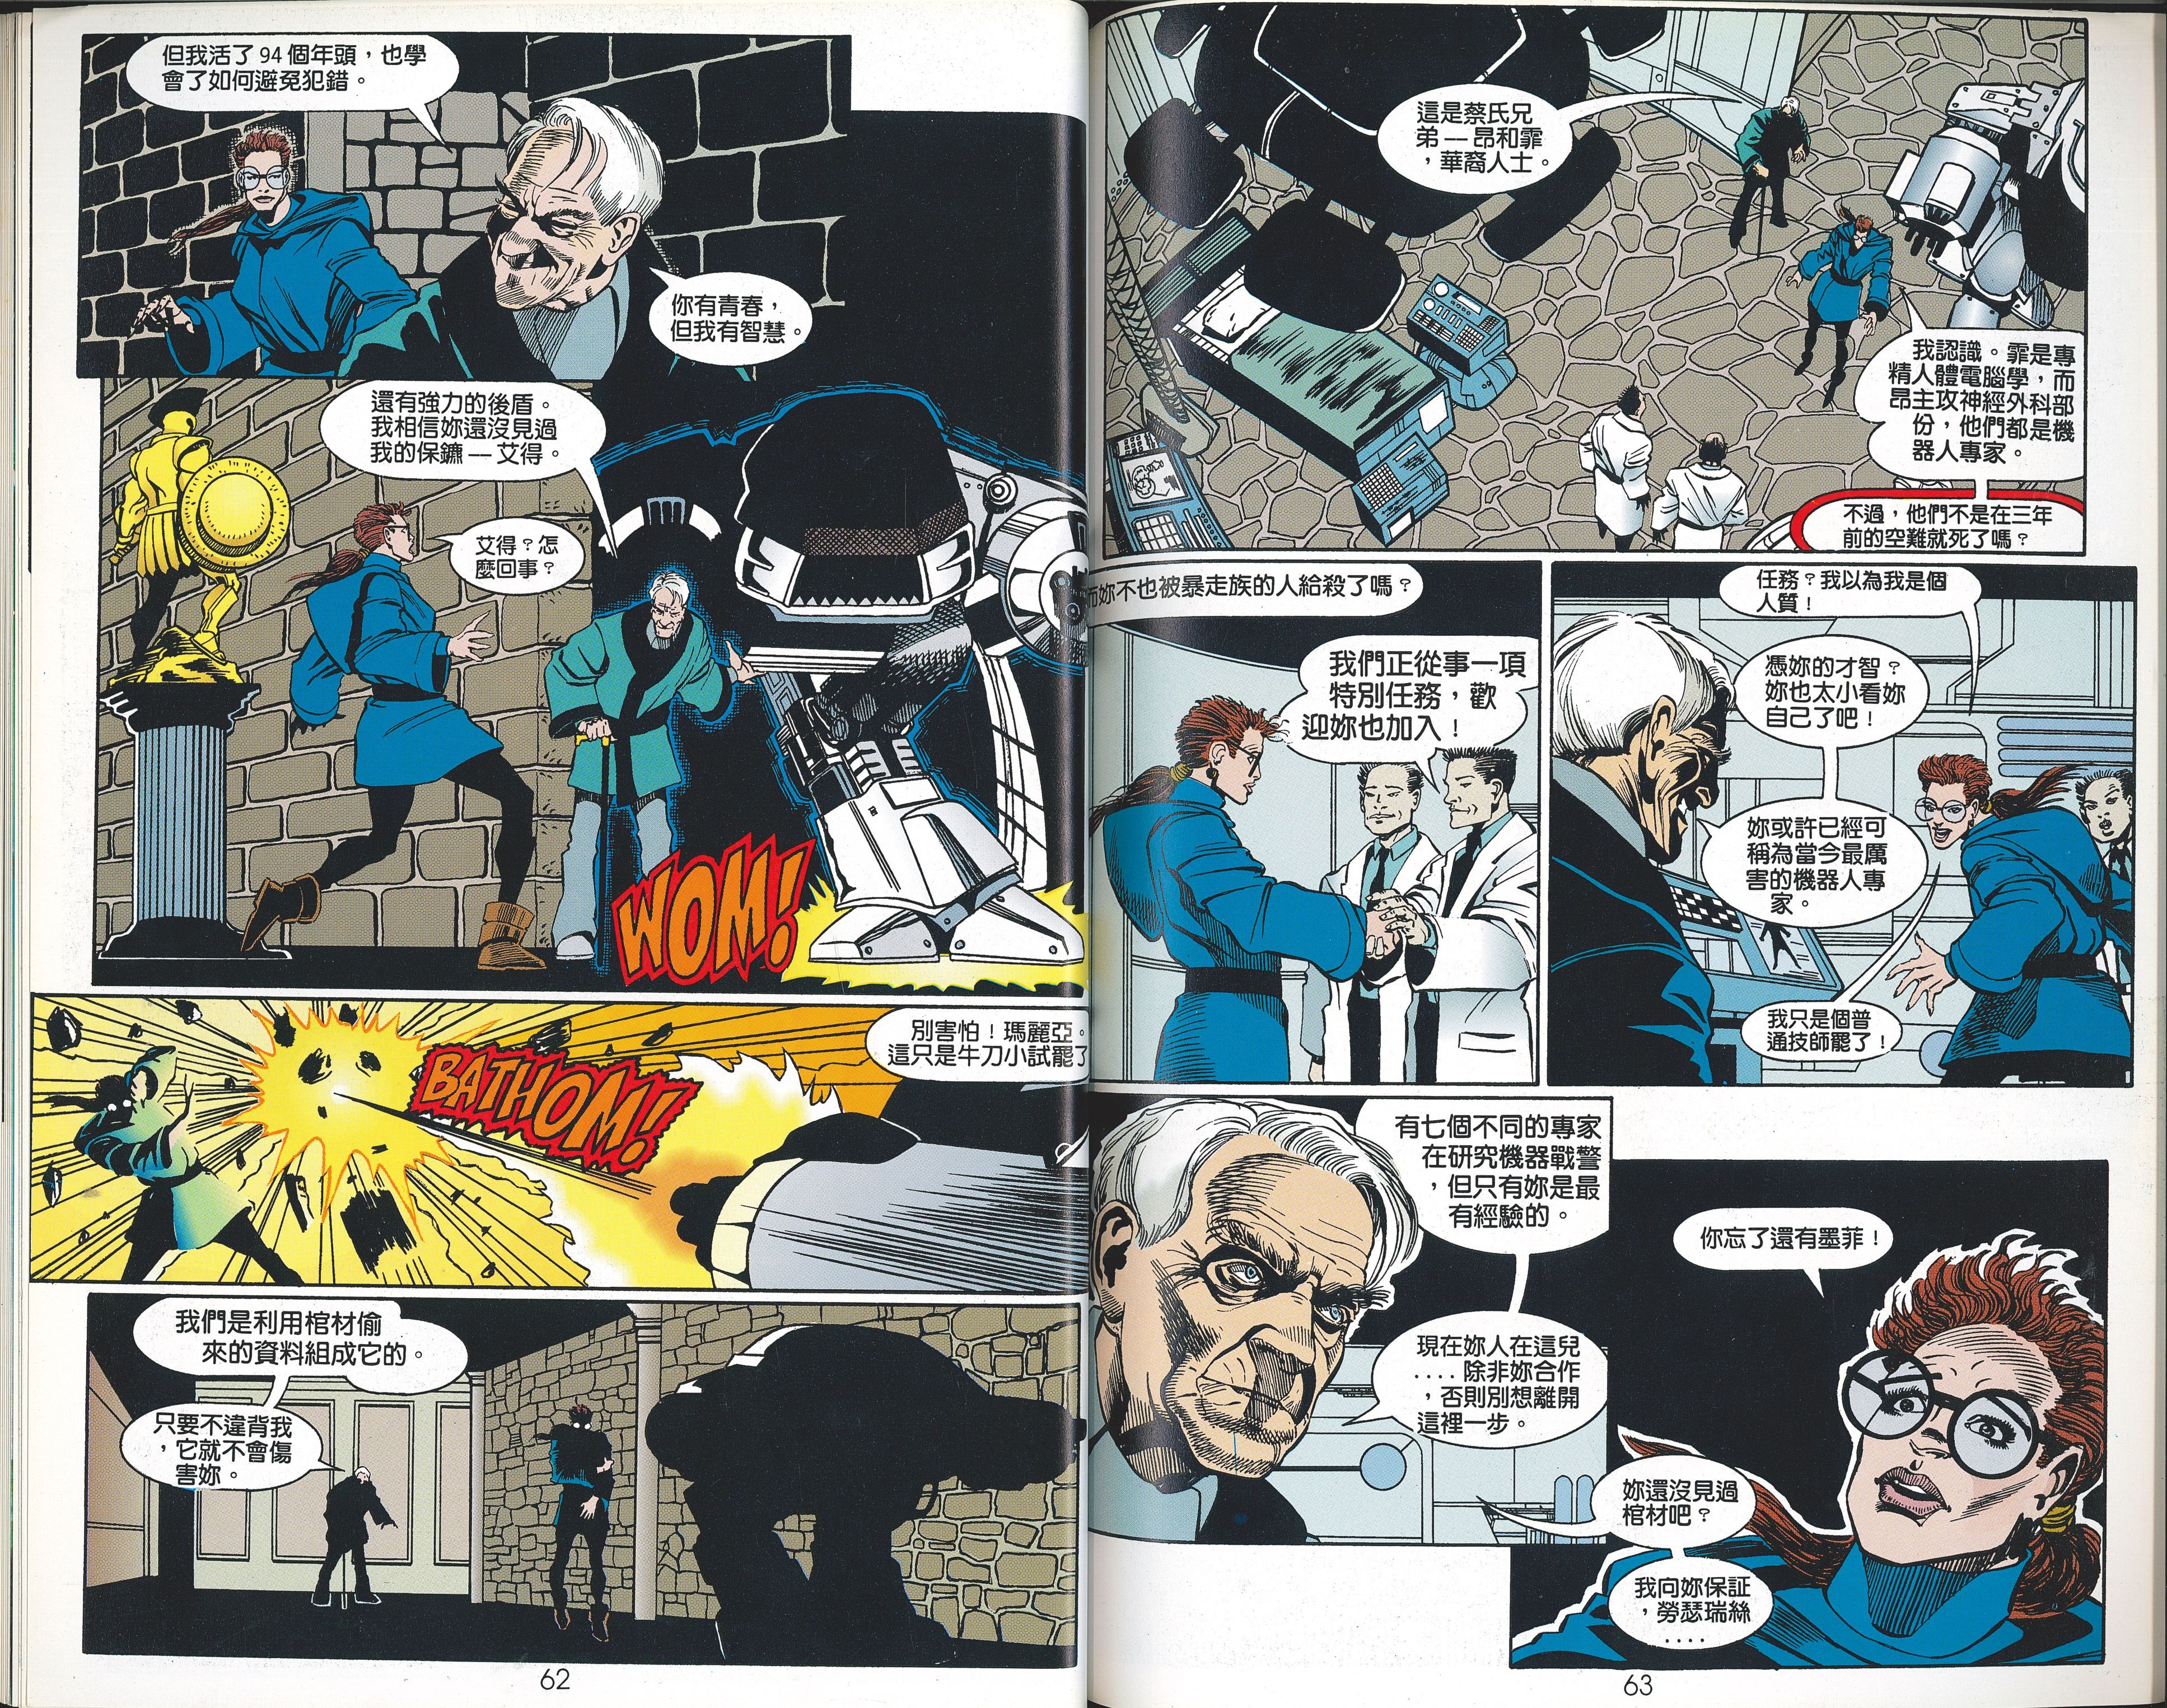 但我活了94個年頭，也學
會了如何避免犯錯。
你有青春，
但我有智慧。
還有強力的後盾。
我相信妳還沒見過
我的保鑣－－艾得。
艾得？怎
麼回事？
WOM!
別害怕！瑪麗亞。
這只是牛刀小試罷了
BATHOM!
我們是利用棺材偷
來的資料組成它的。
只要不違背我
，它就不會傷
害妳。
62
這是蔡氏兄
弟－－昂和霏
，華裔人士。
我認識。霏是專
精人體電腦學，而
昂主攻神經外科部
份，他們都是機
器人專家。
不過，他們不是在三年
前的空難就死了嗎？
而妳不也被暴走族的人給殺了嗎？
我們正從事一項
特別任務，歡
迎妳也加入！
任務？我以為我是個
人質！
憑妳的才智？
妳也太小看妳
自己了吧！
妳或許已經可
稱為當今最厲
害的機器人專
家。
我只是個普
通技師罷了！
有七個不同的專家
在研究機器戰警
，但只有妳是最
有經驗的。
現在妳人在這兒
....除非妳合作
，否則別想離開
這裡一步。
你忘了還有墨菲！
妳還沒見過
棺材吧？
我向妳保証
，勞瑟瑞絲
....
63